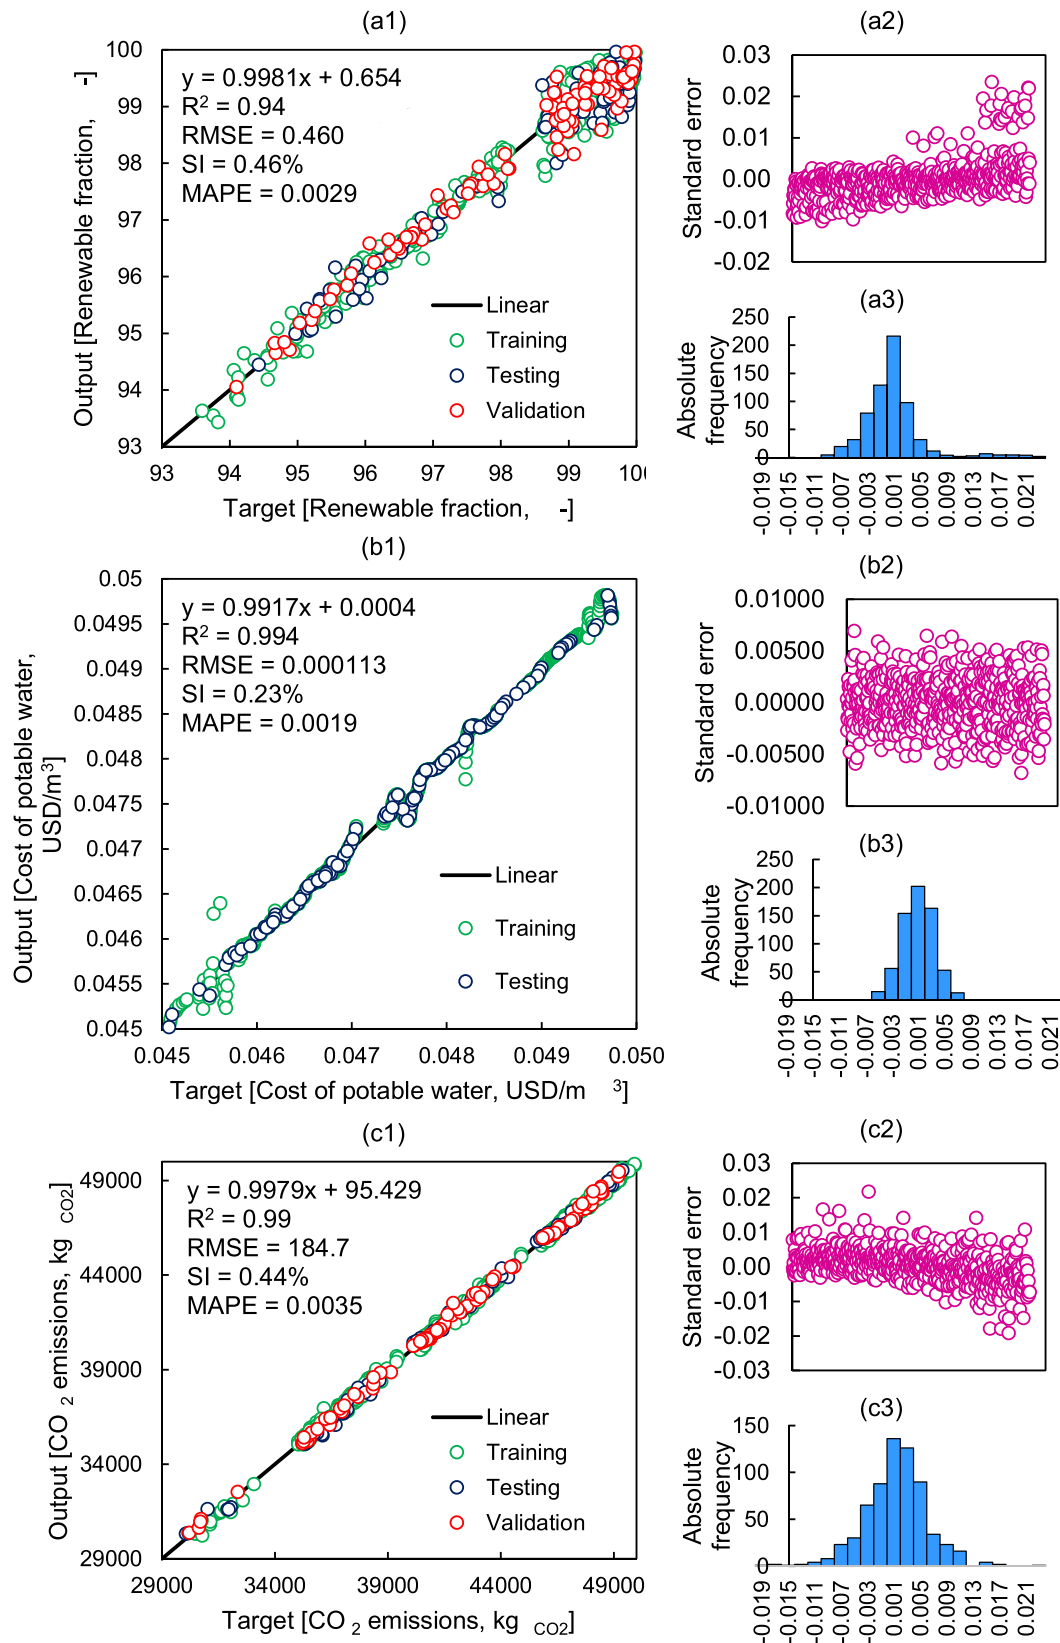 (a1)
100
99
98
97
96
95
94
93
Output [Renewable fraction, -]
y = 0.9981x + 0.654
R² = 0.94
RMSE = 0.460
SI = 0.46%
MAPE = 0.0029
Linear
Training
Testing
Validation
93 94 95 96 97 98 99 100
Target [Renewable fraction, -]
(a2)
0.03
0.02
0.01
0.00
-0.01
-0.02
Standard error
(a3)
250
200
150
100
50
0
Absolute
frequency
-0.019 -0.015 -0.011 -0.007 -0.003 0.001 0.005 0.009 0.013 0.017 0.021
(b1)
0.05
0.0495
0.049
0.0485
0.048
0.0475
0.047
0.0465
0.046
0.0455
0.045
Output [Cost of potable water,
USD/m³]
y = 0.9917x + 0.0004
R² = 0.994
RMSE = 0.000113
SI = 0.23%
MAPE = 0.0019
Linear
Training
Testing
0.045 0.046 0.047 0.048 0.049 0.050
Target [Cost of potable water, USD/m ³]
(b2)
0.01000
0.00500
0.00000
-0.00500
-0.01000
Standard error
(b3)
250
200
150
100
50
0
Absolute
frequency
-0.019 -0.015 -0.011 -0.007 -0.003 0.001 0.005 0.009 0.013 0.017 0.021
(c1)
49000
44000
39000
34000
29000
Output [CO 2 emissions, kg CO2]
y = 0.9979x + 95.429
R² = 0.99
RMSE = 184.7
SI = 0.44%
MAPE = 0.0035
Linear
Training
Testing
Validation
29000 34000 39000 44000 49000
Target [CO 2 emissions, kg CO2]
(c2)
0.03
0.02
0.01
0.00
-0.01
-0.02
-0.03
Standard error
(c3)
150
100
50
0
Absolute
frequency
-0.019 -0.015 -0.011 -0.007 -0.003 0.001 0.005 0.009 0.013 0.017 0.021